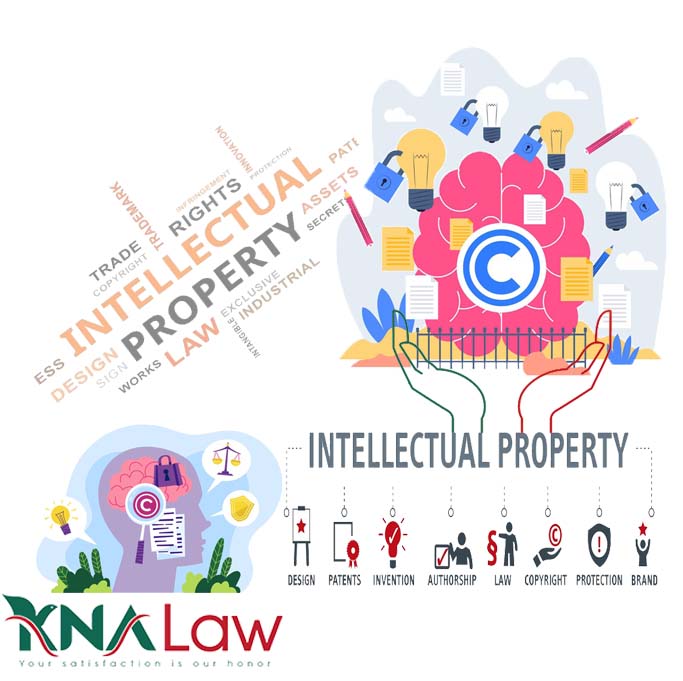 INNOVATION
PROTECTION
PATE
INFRINGEMENT
TRADEMARK
RIGHTS
ASSETS
TRADE
COPYRIGHT
INTELLECTUAL
SECRETS
PROPERTY
EXCLUSIVE
INDUSTRIAL
INTANGIBLE
ESS
DESIGN
SIGN
LAW
WORKS
C
C
INTELLECTUAL PROPERTY
DESIGN PATENTS INVENTION AUTHORSHIP LAW COPYRIGHT PROTECTION BRAND
KNA Law
Your satisfaction is our honor